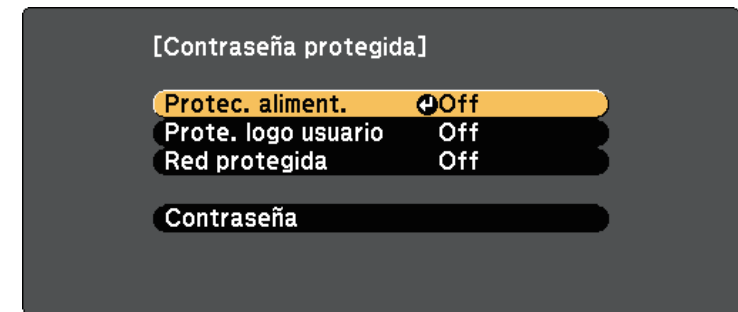 [Contraseña protegida]
Protec. aliment. Off
Prote. logo usuario Off
Red protegida Off
Contraseña